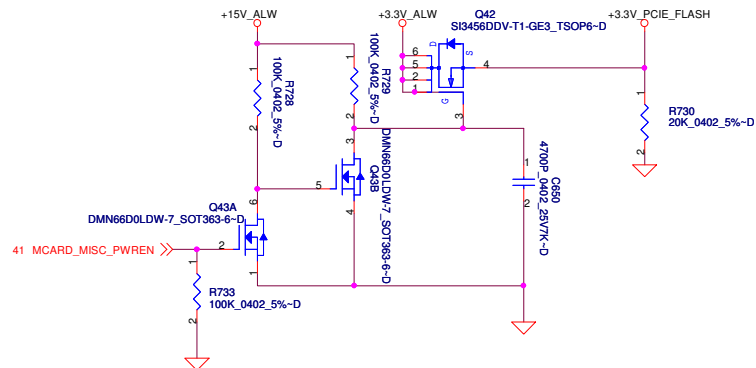 +15V_ALW
+3.3V_ALW
Q42
SI3456DDV-T1-GE3_TSOP6~D
+3.3V_PCIE_FLASH
D
S
G
6
5
2
1
4
3
1
R728
100K_0402_5%~D
2
1
R729
100K_0402_5%~D
2
1
R730
20K_0402_5%~D
2
3
DMN66D0LDW-7_SOT363-6~D
Q43B
5
4
1
C650
4700P_0402_25V7K~D
2
Q43A
DMN66D0LDW-7_SOT363-6~D
6
2
1
41 MCARD_MISC_PWREN
1
R733
100K_0402_5%~D
2